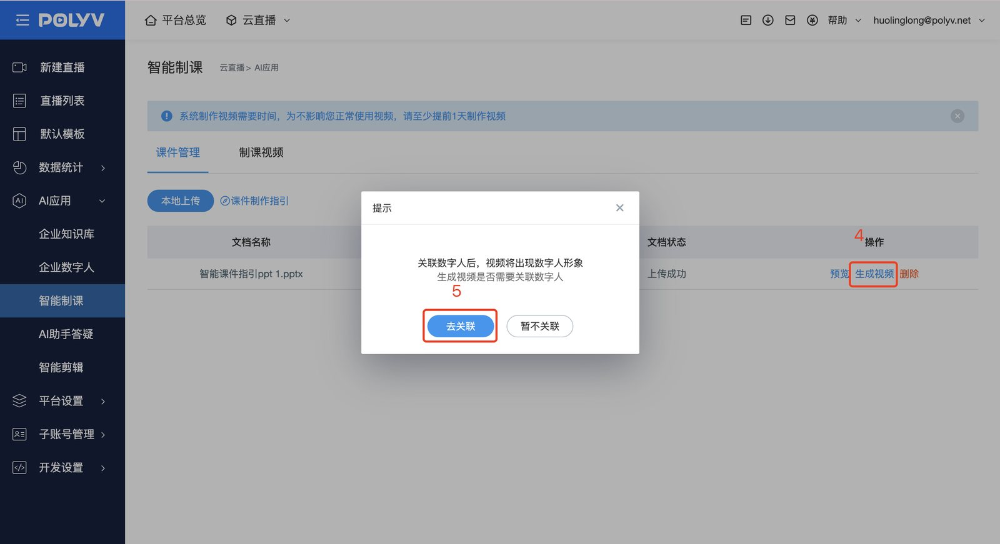 POLYV
平台总览
云直播
帮助
huolinglong@polyv.net
新建直播
直播列表
默认模板
数据统计
AI应用
企业知识库
企业数字人
智能制课
AI助手答疑
智能剪辑
平台设置
子账号管理
开发设置
智能制课
云直播> AI应用
系统制作视频需要时间，为不影响您正常使用视频，请至少提前1天制作视频
课件管理
制课视频
本地上传
课件制作指引
文档名称
文档状态
4
操作
智能课件指引ppt 1.pptx
上传成功
预览
生成视频
删除
提示
关联数字人后，视频将出现数字人形象
生成视频是否需要关联数字人
5
去关联
暂不关联